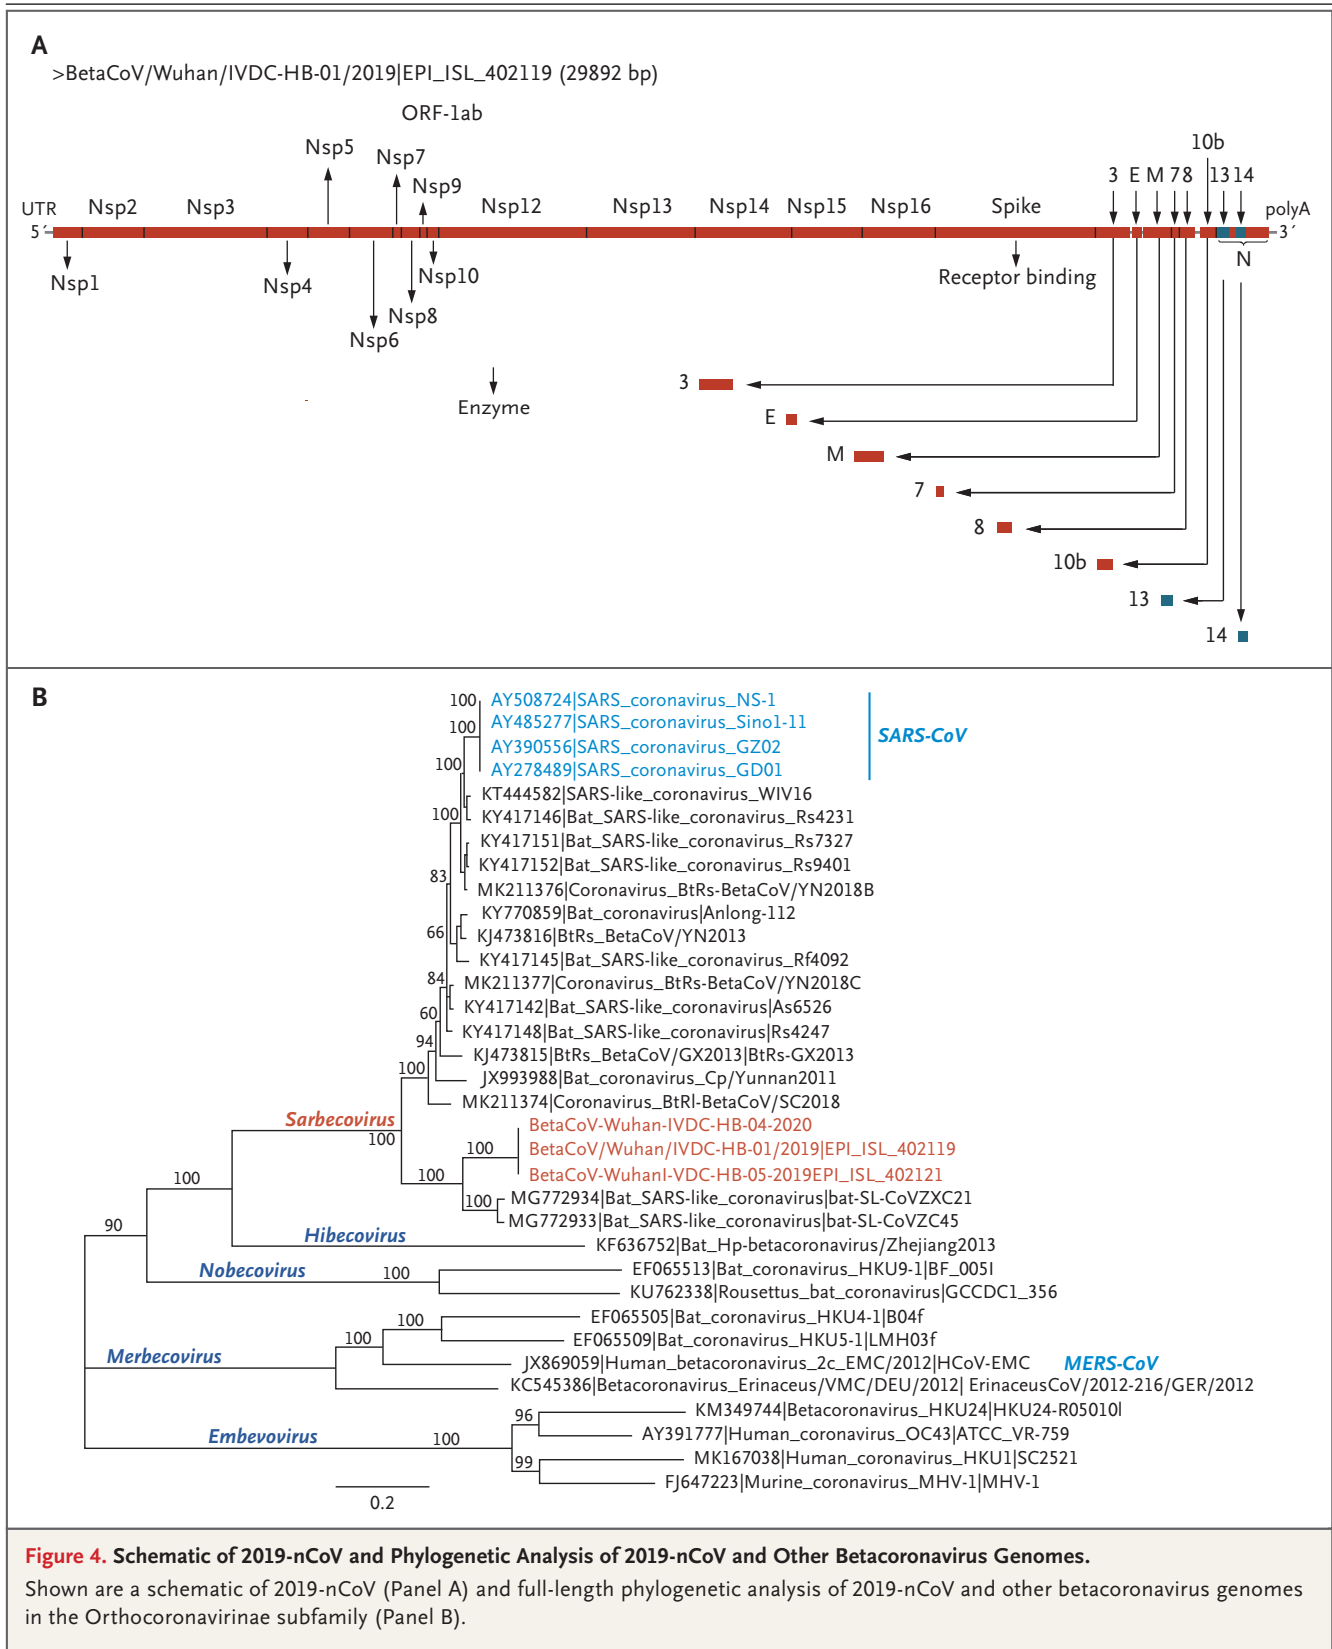 A
>BetaCoV/Wuhan/IVDC-HB-01/2019|EPI_ISL_402119 (29892 bp)
ORF-1ab
10b
Nsp5
Nsp7
Nsp9
3 E M 7 8 13 14
UTR Nsp2 Nsp3 Nsp12 Nsp13 Nsp14 Nsp15 Nsp16 Spike polyA
5´ 3´
N
Nsp1 Nsp4 Nsp10 Receptor binding
Nsp8
Nsp6
3
Enzyme
E
M
7
8
10b
13
14
B
100 AY508724|SARS_coronavirus_NS-1
100 AY485277|SARS_coronavirus_Sino1-11
SARS-CoV
AY390556|SARS_coronavirus_GZ02
100 AY278489|SARS_coronavirus_GD01
KT444582|SARS-like_coronavirus_WIV16
100 KY417146|Bat_SARS-like_coronavirus_Rs4231
KY417151|Bat_SARS-like_coronavirus_Rs7327
KY417152|Bat_SARS-like_coronavirus_Rs9401
83
MK211376|Coronavirus_BtRs-BetaCoV/YN2018B
KY770859|Bat_coronavirus|Anlong-112
66 KJ473816|BtRs_BetaCoV/YN2013
KY417145|Bat_SARS-like_coronavirus_Rf4092
84 MK211377|Coronavirus_BtRs-BetaCoV/YN2018C
KY417142|Bat_SARS-like_coronavirus|As6526
60
KY417148|Bat_SARS-like_coronavirus|Rs4247
94
KJ473815|BtRs_BetaCoV/GX2013|BtRs-GX2013
100
JX993988|Bat_coronavirus_Cp/Yunnan2011
MK211374|Coronavirus_BtRl-BetaCoV/SC2018
Sarbecovirus
BetaCoV-Wuhan-IVDC-HB-04-2020
100
100 BetaCoV/Wuhan/IVDC-HB-01/2019|EPI_ISL_402119
100 100 BetaCoV-WuhanI-VDC-HB-05-2019EPI_ISL_402121
100 MG772934|Bat_SARS-like_coronavirus|bat-SL-CoVZXC21
90 MG772933|Bat_SARS-like_coronavirus|bat-SL-CoVZC45
Hibecovirus KF636752|Bat_Hp-betacoronavirus/Zhejiang2013
Nobecovirus 100 EF065513|Bat_coronavirus_HKU9-1|BF_005I
KU762338|Rousettus_bat_coronavirus|GCCDC1_356
100 EF065505|Bat_coronavirus_HKU4-1|B04f
100 EF065509|Bat_coronavirus_HKU5-1|LMH03f
Merbecovirus JX869059|Human_betacoronavirus_2c_EMC/2012|HCoV-EMC MERS-CoV
KC545386|Betacoronavirus_Erinaceus/VMC/DEU/2012| ErinaceusCoV/2012-216/GER/2012
96 KM349744|Betacoronavirus_HKU24|HKU24-R05010I
Embevovirus 100 AY391777|Human_coronavirus_OC43|ATCC_VR-759
99 MK167038|Human_coronavirus_HKU1|SC2521
FJ647223|Murine_coronavirus_MHV-1|MHV-1
0.2
Figure 4. Schematic of 2019-nCoV and Phylogenetic Analysis of 2019-nCoV and Other Betacoronavirus Genomes.
Shown are a schematic of 2019-nCoV (Panel A) and full-length phylogenetic analysis of 2019-nCoV and other betacoronavirus genomes
in the Orthocoronavirinae subfamily (Panel B).